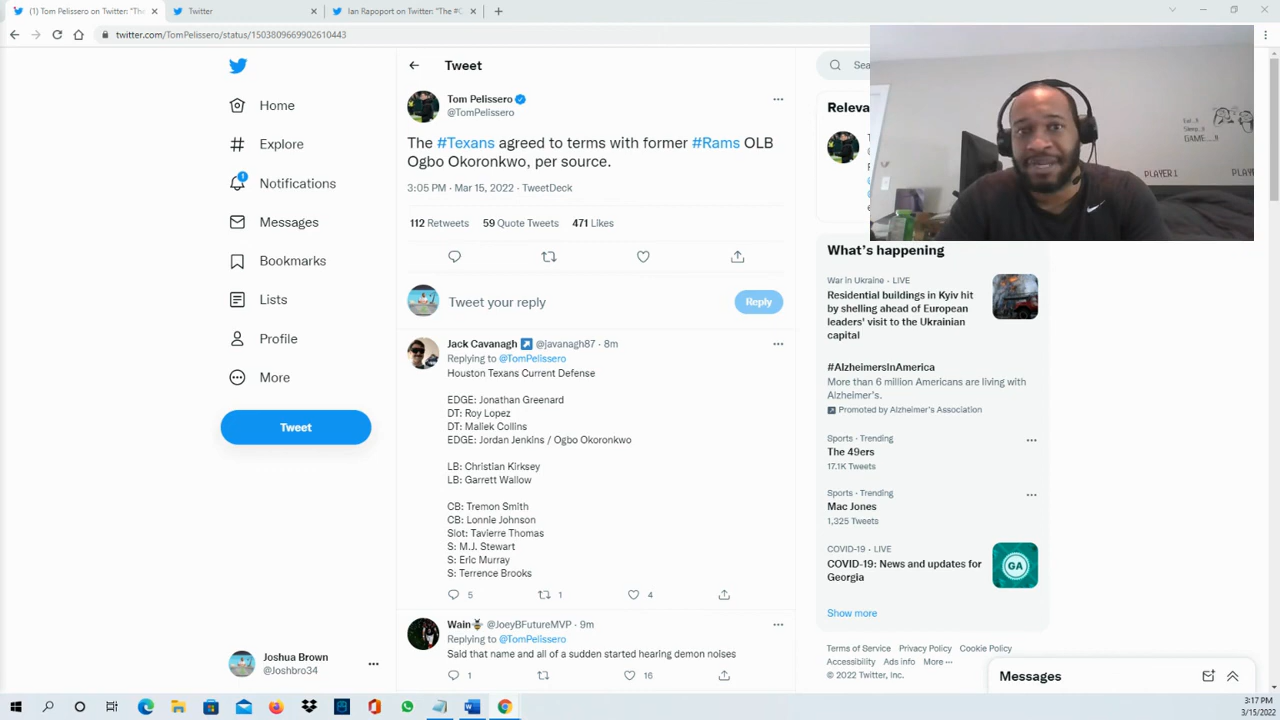 (1) Tom Pelissero on Twitter: "The
Twitter
Ian Rapoport on Twitter: "The #C
twitter.com/TomPelissero/status/1503809669902610443
Home
Explore
1
Notifications
Messages
Bookmarks
Lists
Profile
More
Tweet
Joshua Brown
@Joshbro34
Tweet
Tom Pelissero
@TomPelissero
The #Texans agreed to terms with former #Rams OLB
Ogbo Okoronkwo, per source.
3:05 PM · Mar 15, 2022 · TweetDeck
112 Retweets 59 Quote Tweets 471 Likes
Tweet your reply
Reply
Jack Cavanagh @javanagh87 · 8m
Replying to @TomPelissero
Houston Texans Current Defense
EDGE: Jonathan Greenard
DT: Roy Lopez
DT: Maliek Collins
EDGE: Jordan Jenkins / Ogbo Okoronkwo
LB: Christian Kirksey
LB: Garrett Wallow
CB: Tremon Smith
CB: Lonnie Johnson
Slot: Tavierre Thomas
S: M.J. Stewart
S: Eric Murray
S: Terrence Brooks
5 1 4
Wain @JoeyBFutureMVP · 9m
Replying to @TomPelissero
Said that name and all of a sudden started hearing demon noises
1 16
Sea
Releva
GAME
PLAYER 1
PLAY
What's happening
War in Ukraine · LIVE
Residential buildings in Kyiv hit
by shelling ahead of European
leaders' visit to the Ukrainian
capital
#AlzheimersInAmerica
More than 6 million Americans are living with
Alzheimer's.
Promoted by Alzheimer's Association
Sports · Trending
The 49ers
17.1K Tweets
Sports · Trending
Mac Jones
1,325 Tweets
COVID-19 · LIVE
COVID-19: News and updates for
Georgia
GA
Show more
Terms of Service Privacy Policy Cookie Policy
Accessibility Ads info More ···
© 2022 Twitter, Inc.
Messages
3:17 PM
3/15/2022